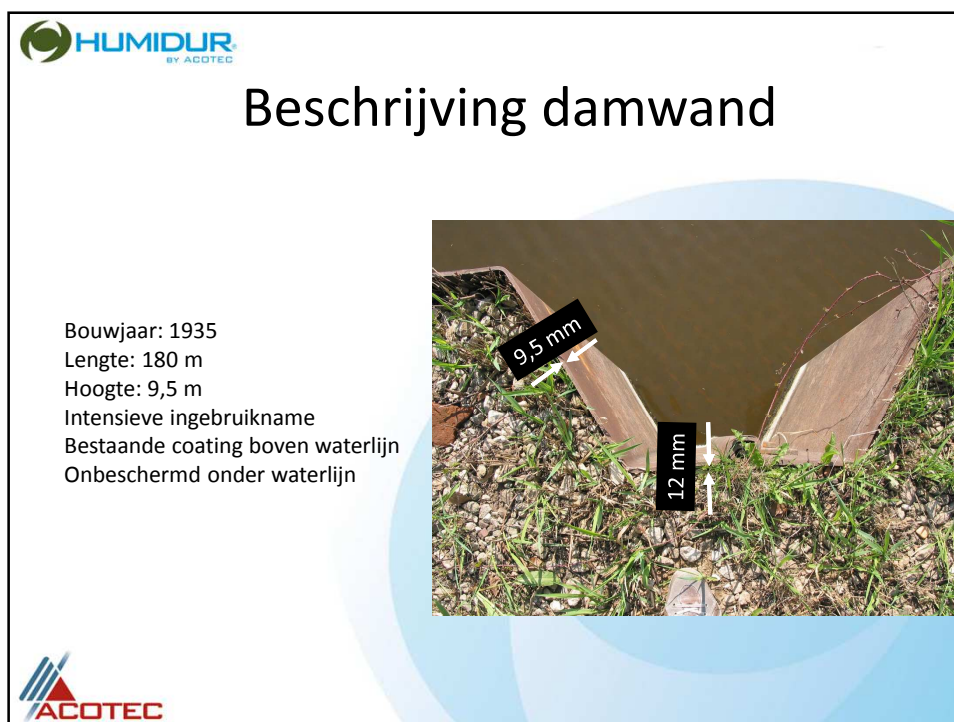 HUMIDUR®
BY ACOTEC
Beschrijving damwand
Bouwjaar: 1935
Lengte: 180 m
Hoogte: 9,5 m
Intensieve ingebruikname
Bestaande coating boven waterlijn
Onbeschermd onder waterlijn
9,5 mm
12 mm
ACOTEC